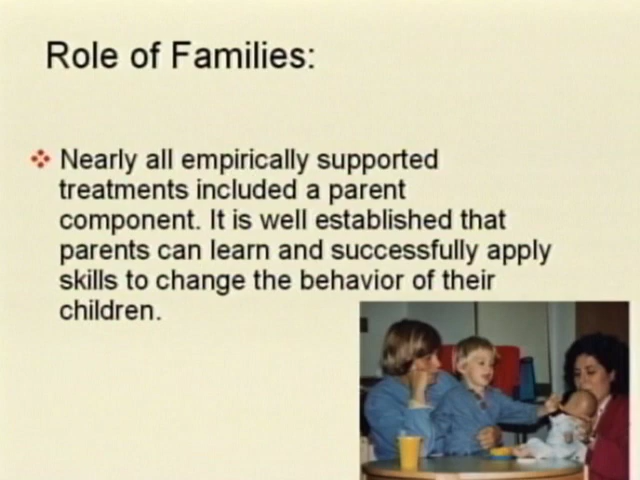 Role of Families:
Nearly all empirically supported
treatments included a parent
component. It is well established that
parents can learn and successfully apply
skills to change the behavior of their
children.